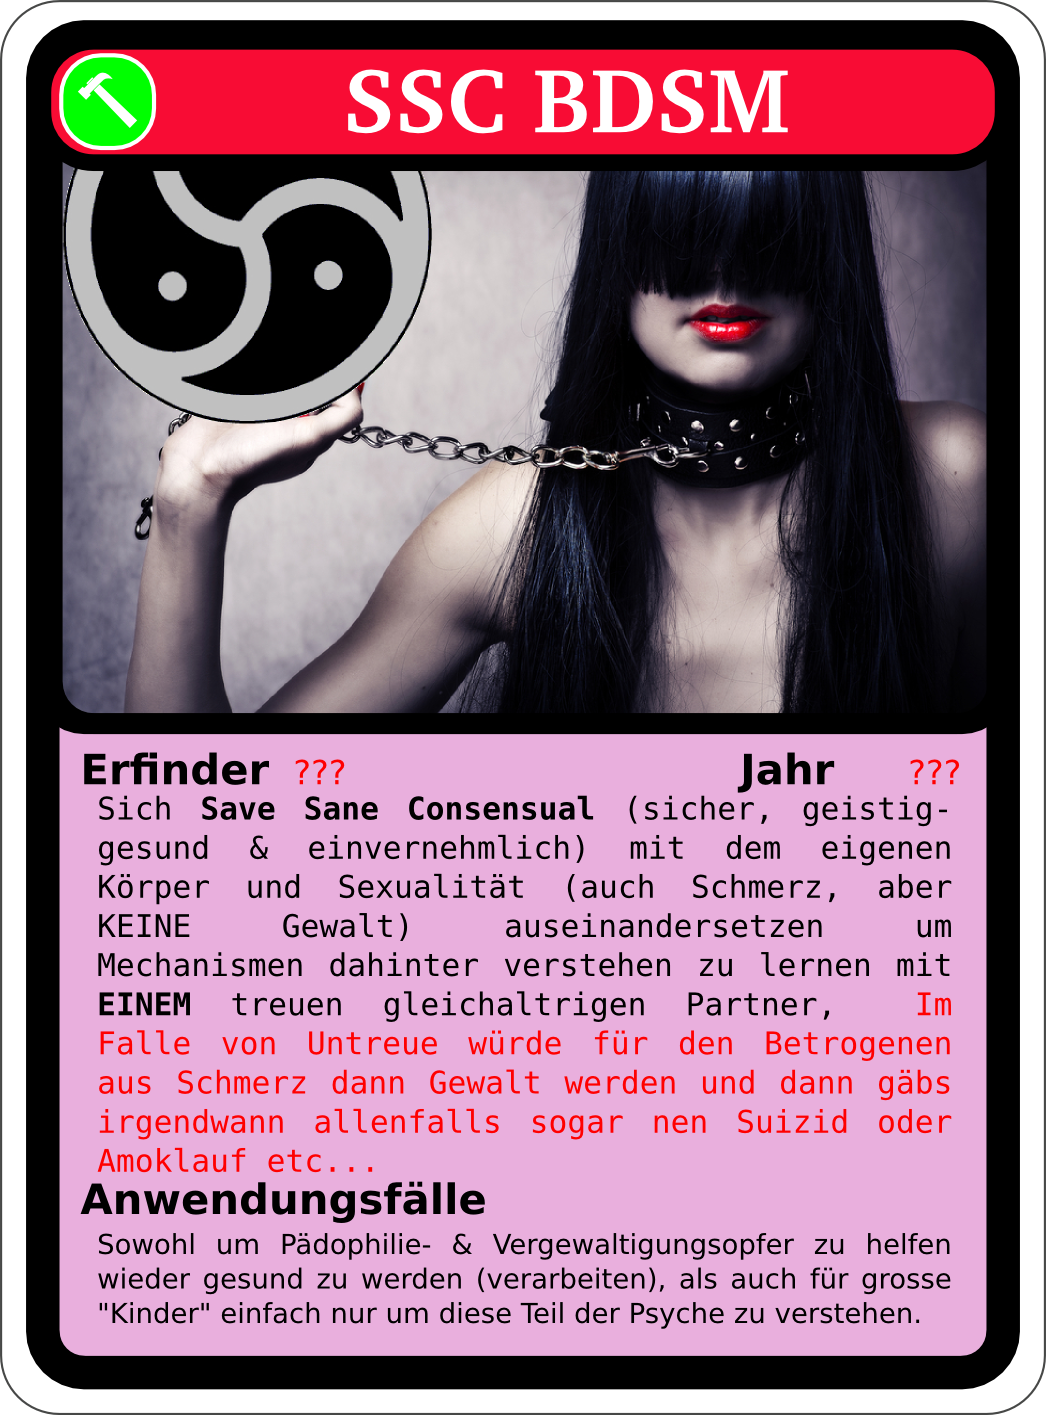 SSC BDSM
Erfinder ??? Jahr ???
Sich Save Sane Consensual (sicher, geistig-
gesund & einvernehmlich) mit dem eigenen
Körper und Sexualität (auch Schmerz, aber
KEINE Gewalt) auseinandersetzen um
Mechanismen dahinter verstehen zu lernen mit
EINEM treuen gleichaltrigen Partner, Im
Falle von Untreue würde für den Betrogenen
aus Schmerz dann Gewalt werden und dann gäbs
irgendwann allenfalls sogar nen Suizid oder
Amoklauf etc...
Anwendungsfälle
Sowohl um Pädophilie- & Vergewaltigungsopfer zu helfen
wieder gesund zu werden (verarbeiten), als auch für grosse
"Kinder" einfach nur um diese Teil der Psyche zu verstehen.